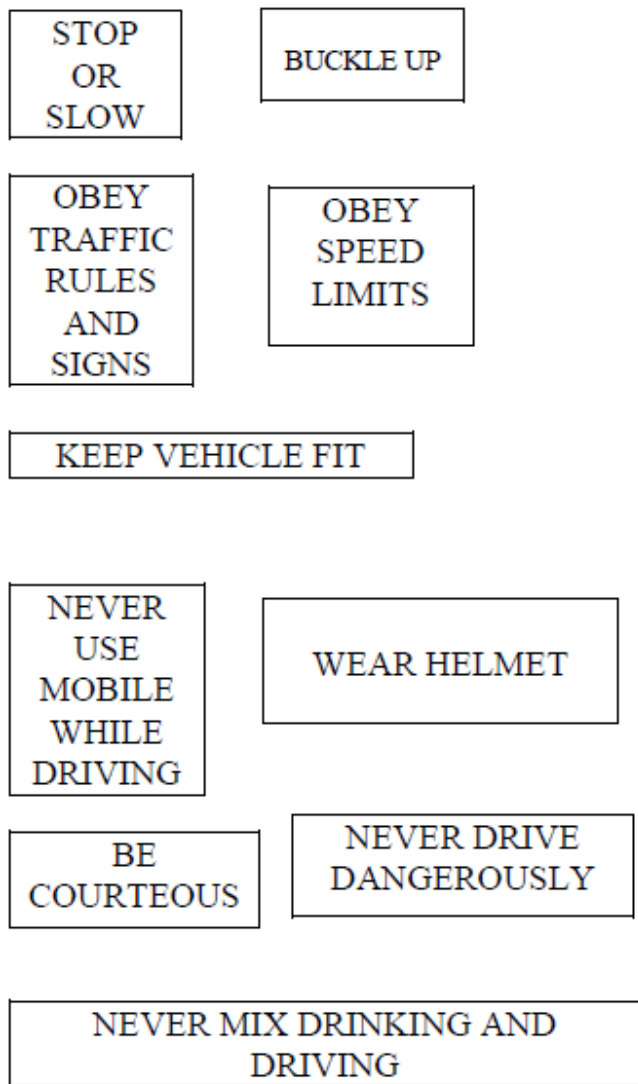 STOP
OR
SLOW
BUCKLE UP
OBEY
TRAFFIC
RULES
AND
SIGNS
OBEY
SPEED
LIMITS
KEEP VEHICLE FIT
NEVER
USE
MOBILE
WHILE
DRIVING
WEAR HELMET
BE
COURTEOUS
NEVER DRIVE
DANGEROUSLY
NEVER MIX DRINKING AND
DRIVING